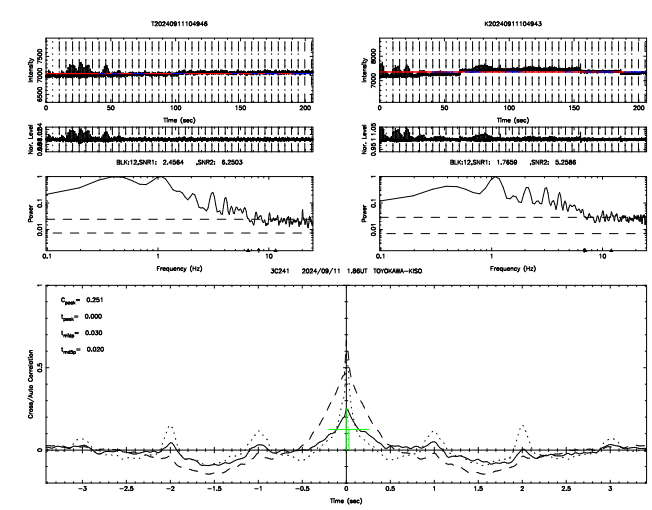 T20240911104946 K20240911104943
Intensity 6500 7000 7500
0 50 100 150 200
Time (sec)
Intensity 7000 8000
0 50 100 150 200
Time (sec)
Nor. Level
Nor. Level 0.95 1 1.05
BLK:12,SNR1: 2.4564 ,SNR2: 6.2503 BLK:12,SNR1: 1.7659 ,SNR2: 5.2586
Power 0.01 0.1 1
0.1 1 10
Frequency (Hz)
Power 0.01 0.1 1
0.1 1 10
Frequency (Hz)
3C241 2024/09/11 1.86UT TOYOKAWA-KISO
Cross/Auto Correlation
0 0.5 1
Cpeak= 0.251
tpeak= 0.000
tmidp= 0.030
tmd5p= 0.020
−3 −2.5 −2 −1.5 −1 −0.5 0 0.5 1 1.5 2 2.5 3
Time (sec)